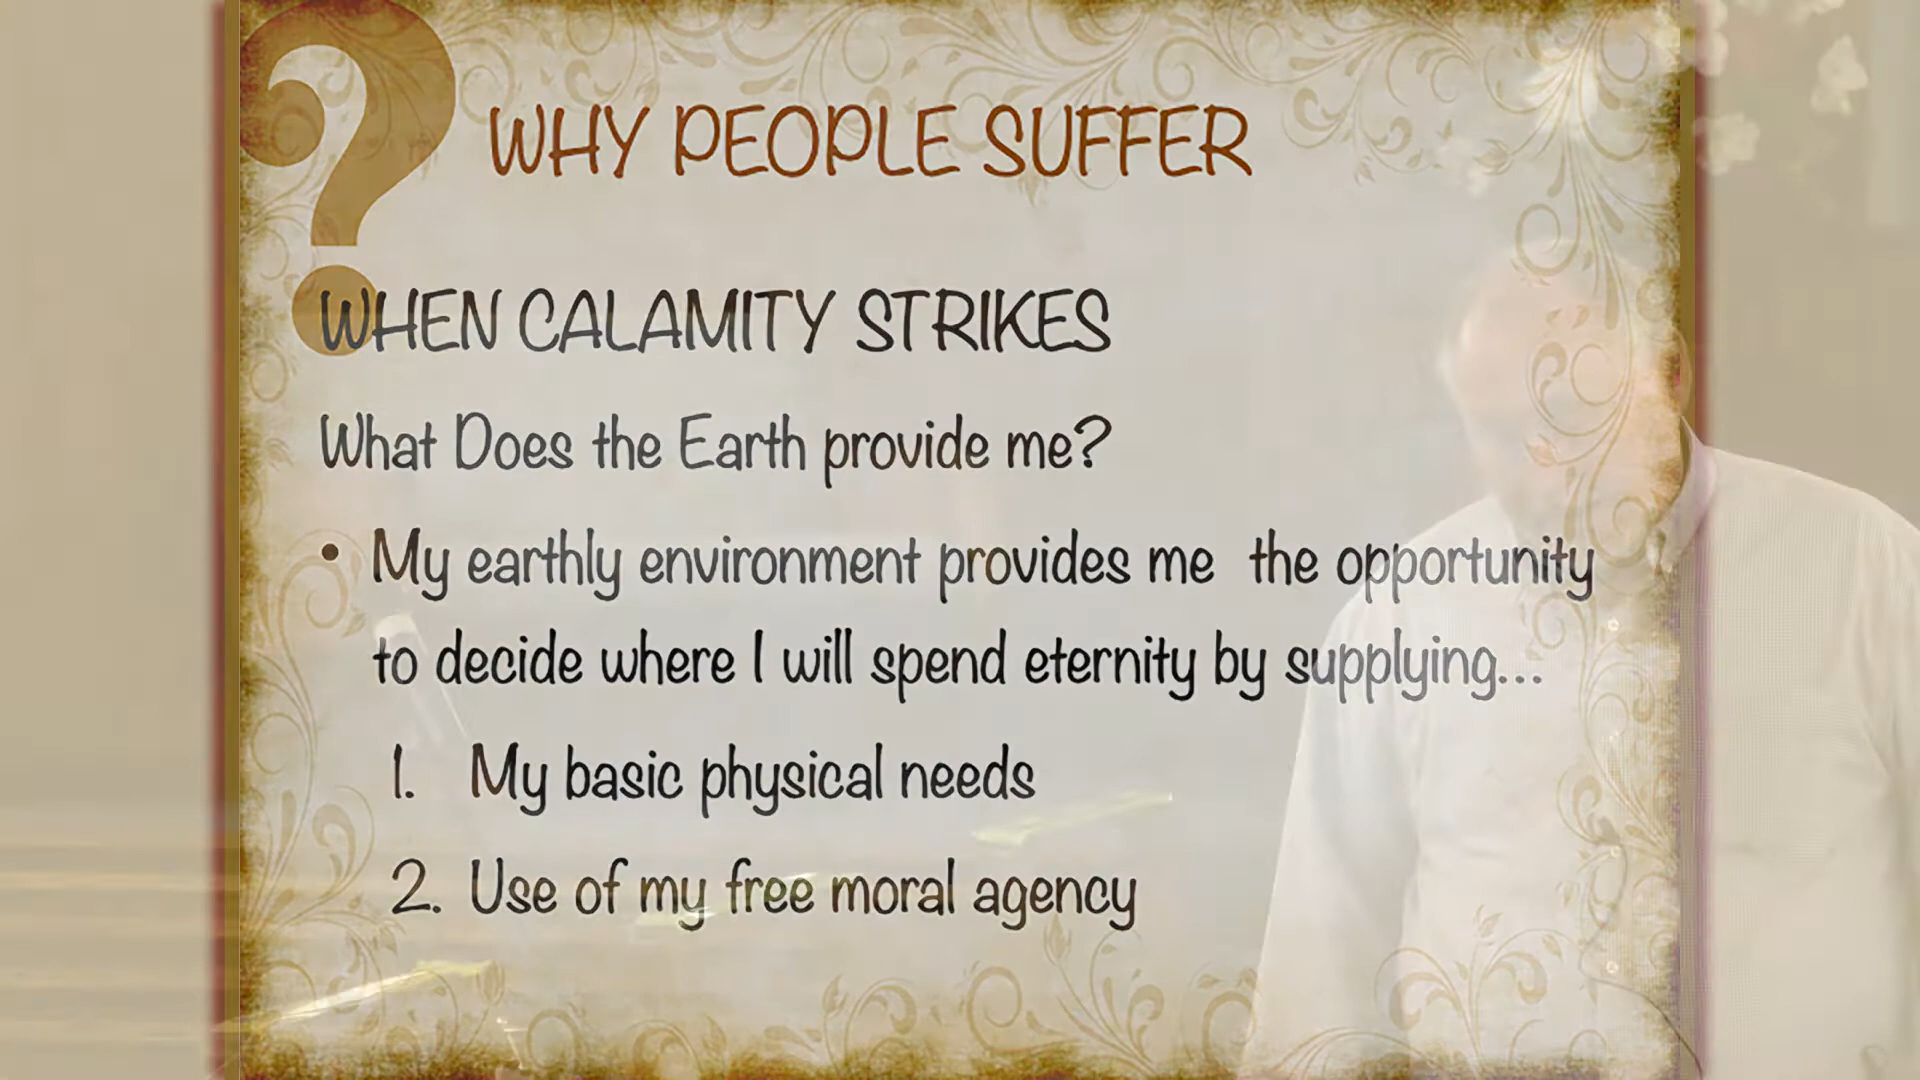 ?
WHY PEOPLE SUFFER
WHEN CALAMITY STRIKES
What Does the Earth provide me?
• My earthly environment provides me the opportunity
to decide where I will spend eternity by supplying...
1. My basic physical needs
2. Use of my free moral agency